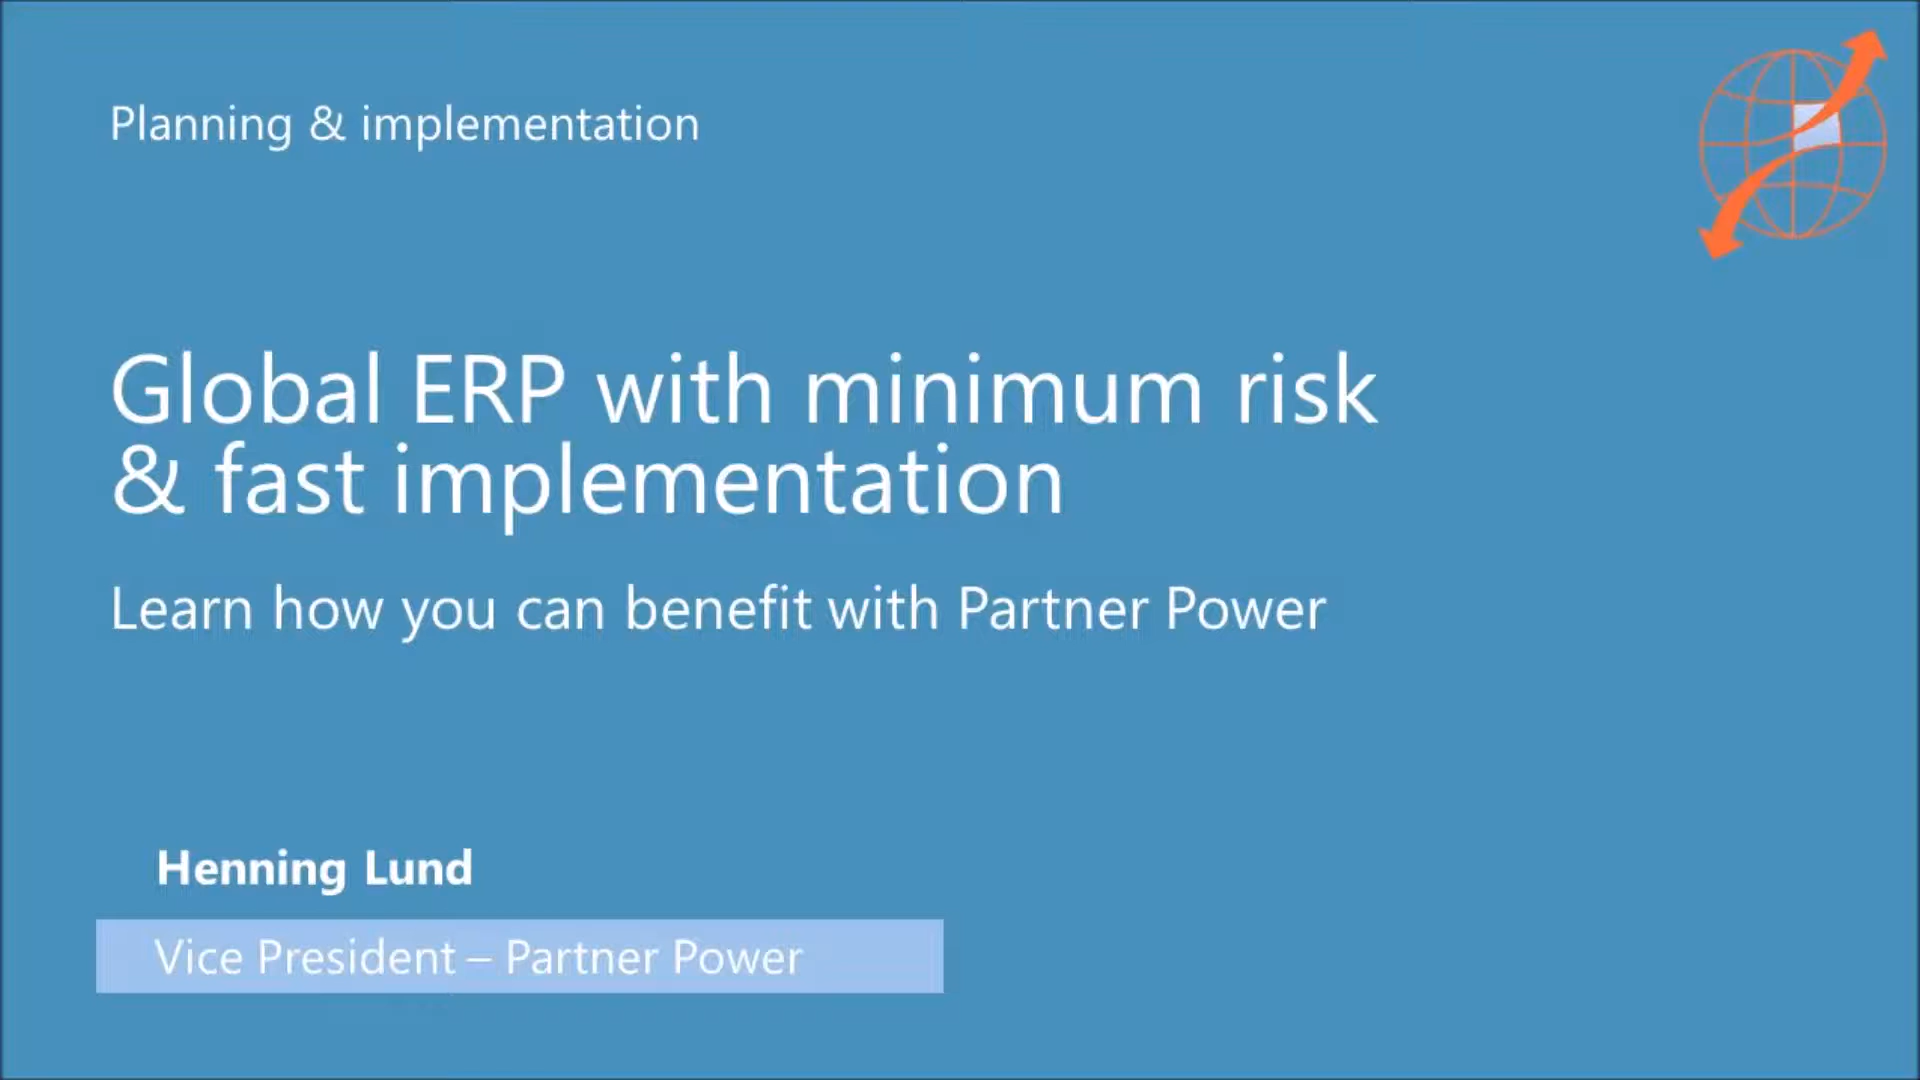 Planning & implementation
Global ERP with minimum risk
& fast implementation
Learn how you can benefit with Partner Power
Henning Lund
Vice President – Partner Power